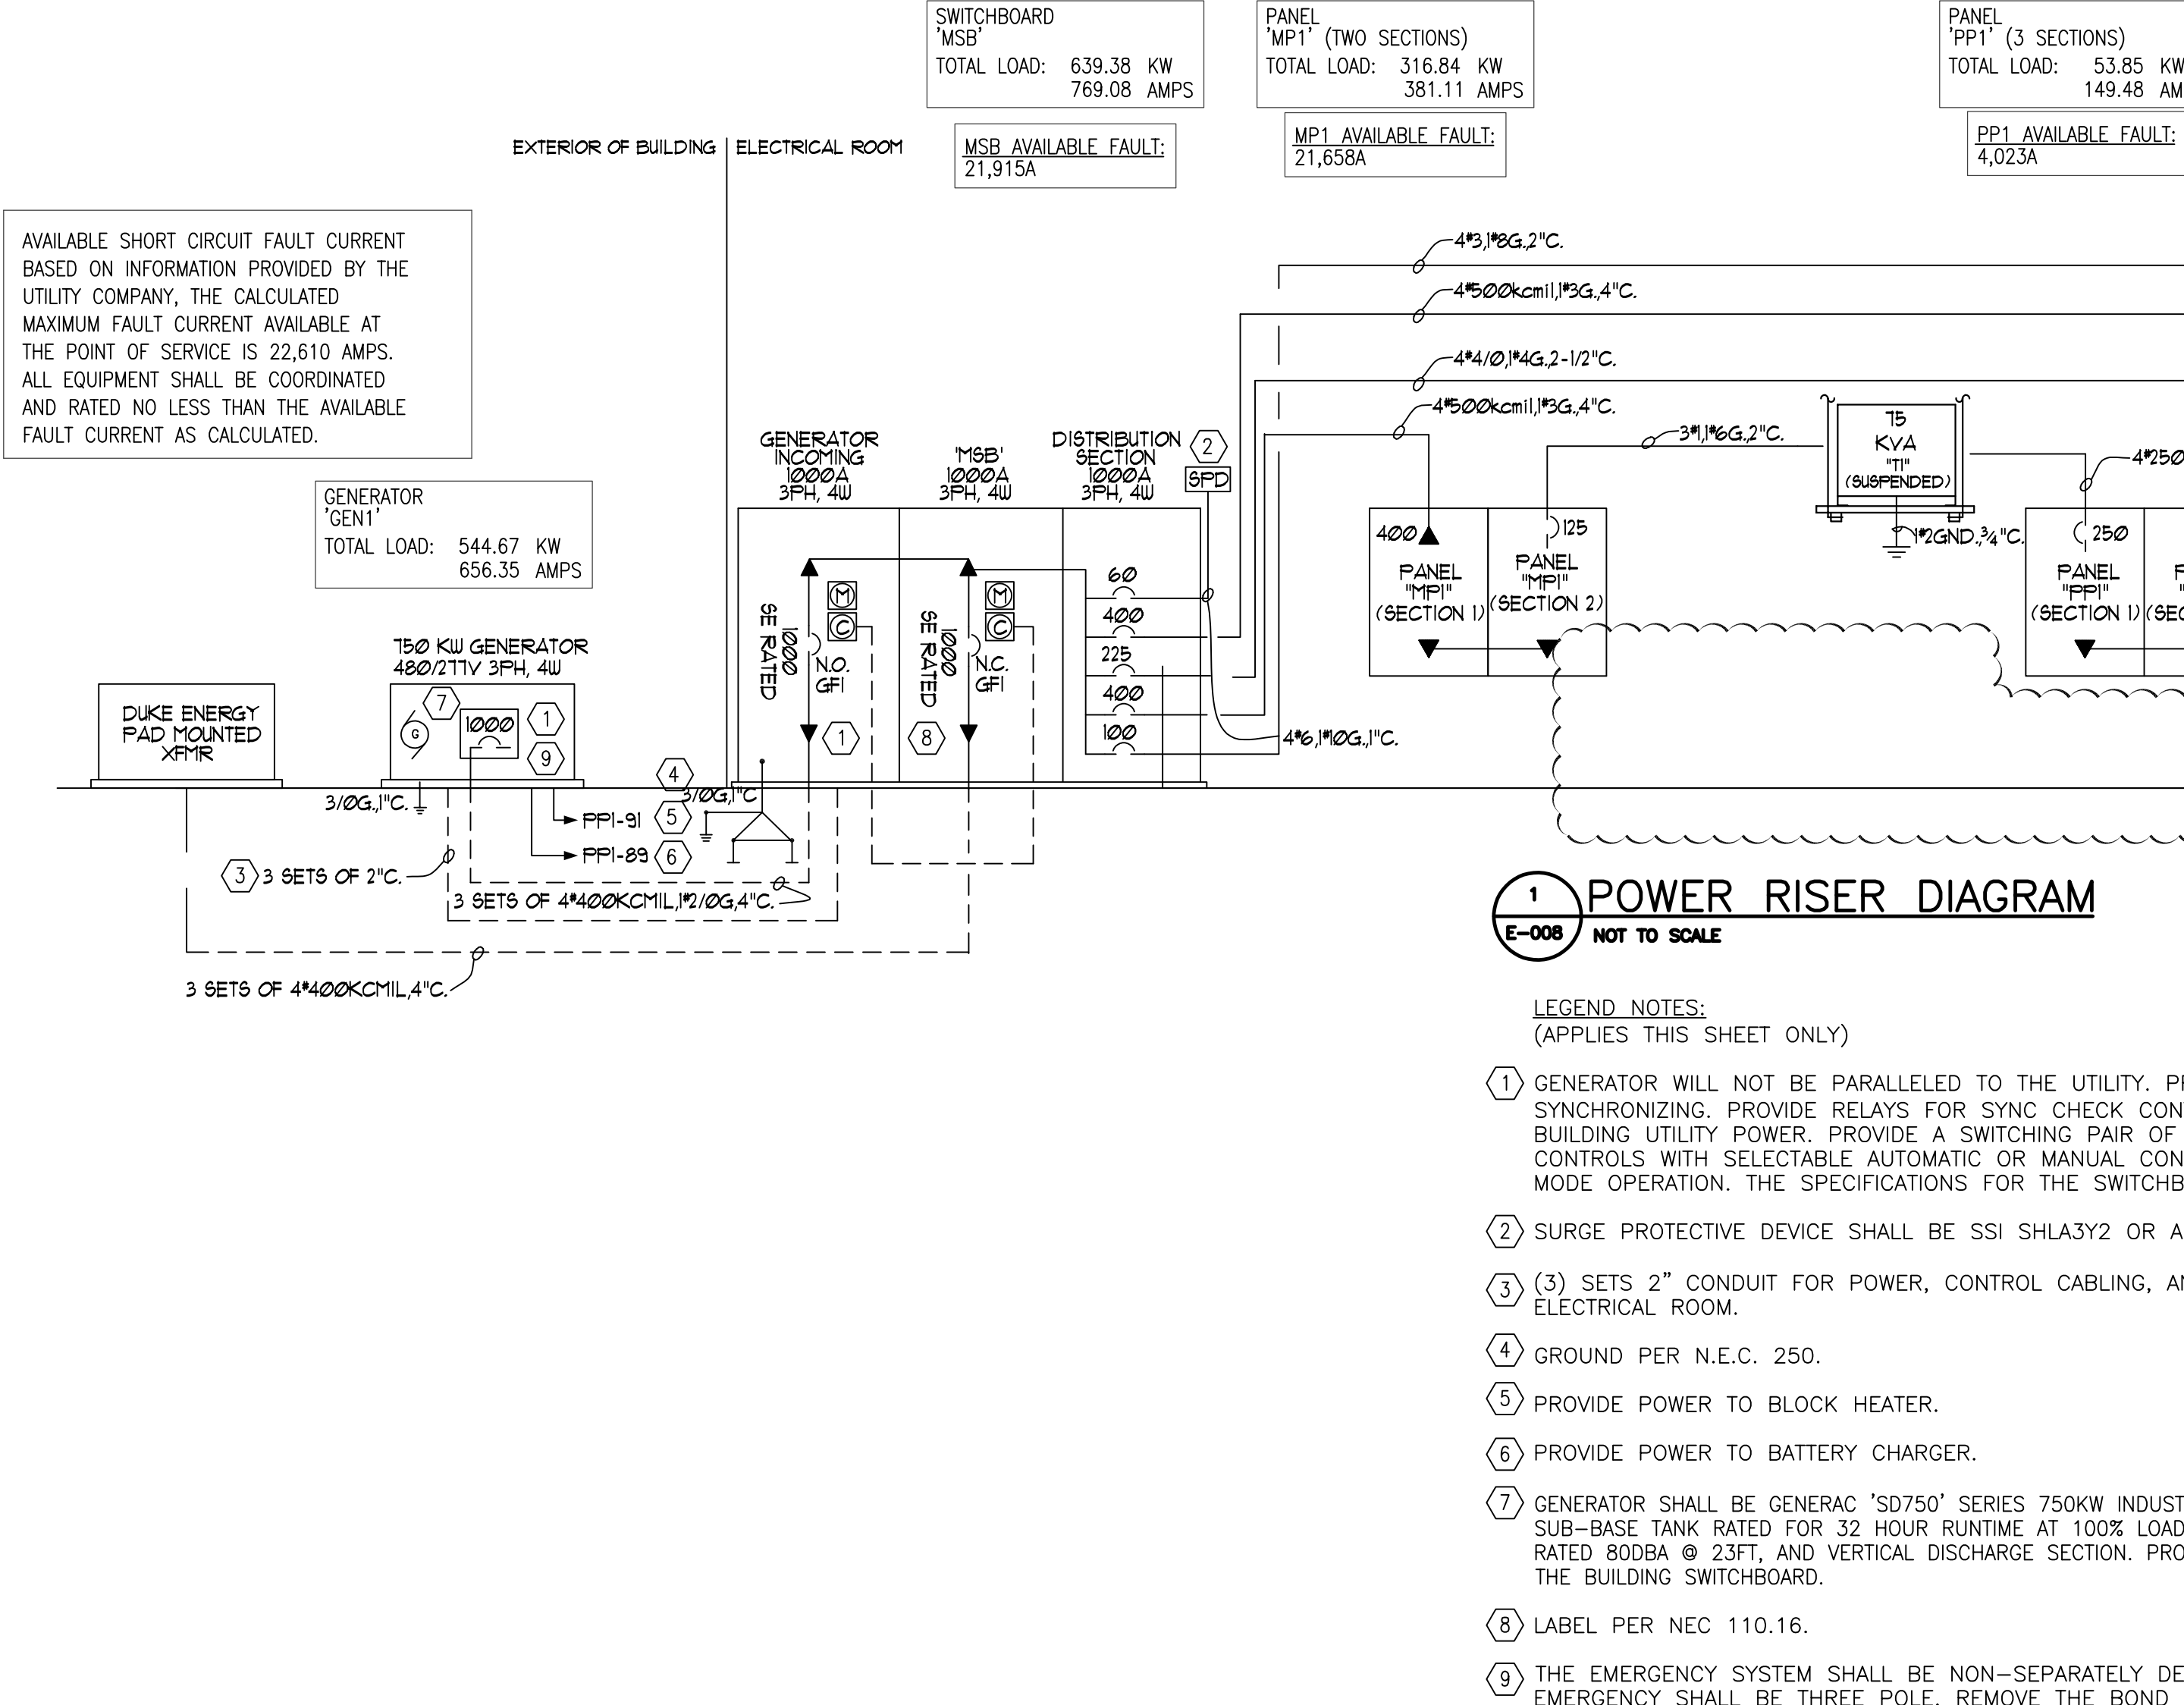 SWITCHBOARD
'MSB'
TOTAL LOAD: 639.38 KW
769.08 AMPS
PANEL
'MP1' (TWO SECTIONS)
TOTAL LOAD: 316.84 KW
381.11 AMPS
PANEL
'PP1' (3 SECTIONS)
TOTAL LOAD: 53.85 KW
149.48 AM
MSB AVAILABLE FAULT:
21,915A
MP1 AVAILABLE FAULT:
21,658A
PP1 AVAILABLE FAULT:
4,023A
EXTERIOR OF BUILDING
ELECTRICAL ROOM
AVAILABLE SHORT CIRCUIT FAULT CURRENT
BASED ON INFORMATION PROVIDED BY THE
UTILITY COMPANY, THE CALCULATED
MAXIMUM FAULT CURRENT AVAILABLE AT
THE POINT OF SERVICE IS 22,610 AMPS.
ALL EQUIPMENT SHALL BE COORDINATED
AND RATED NO LESS THAN THE AVAILABLE
FAULT CURRENT AS CALCULATED.
GENERATOR
'GEN1'
TOTAL LOAD: 544.67 KW
656.35 AMPS
4#3,1#8G.,2"C.
4#500kcmil,1#3G.,4"C.
4#4/0,1#4G.,2-1/2"C.
4#500kcmil,1#3G.,4"C.
3#1,1#6G.,2"C.
4#250
75
KVA
"T1"
(SUSPENDED)
1#2GND.,3/4"C.
GENERATOR
INCOMING
1000A
3PH, 4W
'MSB'
1000A
3PH, 4W
DISTRIBUTION
SECTION
1000A
3PH, 4W
2
SPD
M
C
1000
SE RATED
N.O.
GFI
1
M
C
1000
SE RATED
N.C.
GFI
8
60
400
225
400
100
4#6,1#10G.,1"C.
400
PANEL
"MP1"
(SECTION 1)
125
PANEL
"MP1"
(SECTION 2)
250
PANEL
"PP1"
(SECTION 1)
750 KW GENERATOR
480/277V 3PH, 4W
G
7
1000
1
9
DUKE ENERGY
PAD MOUNTED
XFMR
3/0G.,1"C.
PP1-91
5
PP1-89
6
4
3/0G,1"C
3
3 SETS OF 2"C.
3 SETS OF 4#400KCMIL,1#2/0G,4"C.
3 SETS OF 4#400KCMIL,4"C.
1
E-008
POWER RISER DIAGRAM
NOT TO SCALE
LEGEND NOTES:
(APPLIES THIS SHEET ONLY)
1 GENERATOR WILL NOT BE PARALLELED TO THE UTILITY.
SYNCHRONIZING. PROVIDE RELAYS FOR SYNC CHECK CON
BUILDING UTILITY POWER. PROVIDE A SWITCHING PAIR OF
CONTROLS WITH SELECTABLE AUTOMATIC OR MANUAL CON
MODE OPERATION. THE SPECIFICATIONS FOR THE SWITCHB
2 SURGE PROTECTIVE DEVICE SHALL BE SSI SHLA3Y2 OR A
3 (3) SETS 2" CONDUIT FOR POWER, CONTROL CABLING,
ELECTRICAL ROOM.
4 GROUND PER N.E.C. 250.
5 PROVIDE POWER TO BLOCK HEATER.
6 PROVIDE POWER TO BATTERY CHARGER.
7 GENERATOR SHALL BE GENERAC 'SD750' SERIES 750KW INDUST
SUB-BASE TANK RATED FOR 32 HOUR RUNTIME AT 100% LOAD
RATED 80DBA @ 23FT, AND VERTICAL DISCHARGE SECTION. PRO
THE BUILDING SWITCHBOARD.
8 LABEL PER NEC 110.16.
9 THE EMERGENCY SYSTEM SHALL BE NON-SEPARATELY DE
EMERGENCY SHALL BE THREE POLE. REMOVE THE BOND